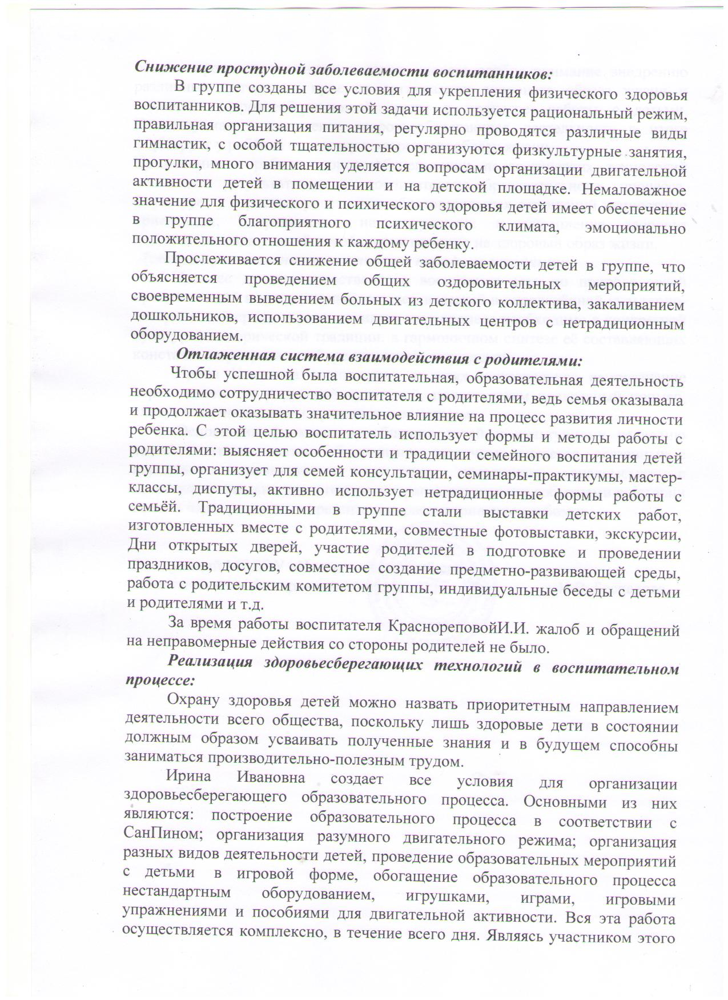 Снижение простудной заболеваемости воспитанников:
В группе созданы все условия для укрепления физического здоровья
воспитанников. Для решения этой задачи используется рациональный режим,
правильная организация питания, регулярно проводятся различные виды
гимнастик, с особой тщательностью организуются физкультурные занятия,
прогулки, много внимания уделяется вопросам организации двигательной
активности детей в помещении и на детской площадке. Немаловажное
значение для физического и психического здоровья детей имеет обеспечение
в группе благоприятного психического климата, эмоционально
положительного отношения к каждому ребенку.
Прослеживается снижение общей заболеваемости детей в группе, что
объясняется проведением общих оздоровительных мероприятий,
своевременным выведением больных из детского коллектива, закаливанием
дошкольников, использованием двигательных центров с нетрадиционным
оборудованием.
Отлаженная система взаимодействия с родителями:
Чтобы успешной была воспитательная, образовательная деятельность
необходимо сотрудничество воспитателя с родителями, ведь семья оказывала
и продолжает оказывать значительное влияние на процесс развития личности
ребенка. С этой целью воспитатель использует формы и методы работы с
родителями: выясняет особенности и традиции семейного воспитания детей
группы, организует для семей консультации, семинары-практикумы, мастер-
классы, диспуты, активно использует нетрадиционные формы работы с
семьёй. Традиционными в группе стали выставки детских работ,
изготовленных вместе с родителями, совместные фотовыставки, экскурсии,
Дни открытых дверей, участие родителей в подготовке и проведении
праздников, досугов, совместное создание предметно-развивающей среды,
работа с родительским комитетом группы, индивидуальные беседы с детьми
и родителями и т.д.
За время работы воспитателя КраснореповойИ.И. жалоб и обращений
на неправомерные действия со стороны родителей не было.
Реализация здоровьесберегающих технологий в воспитательном
процессе:
Охрану здоровья детей можно назвать приоритетным направлением
деятельности всего общества, поскольку лишь здоровые дети в состоянии
должным образом усваивать полученные знания и в будущем способны
заниматься производительно-полезным трудом.
Ирина Ивановна создает все условия для организации
здоровьесберегающего образовательного процесса. Основными из них
являются: построение образовательного процесса в соответствии с
СанПином; организация разумного двигательного режима; организация
разных видов деятельности детей, проведение образовательных мероприятий
с детьми в игровой форме, обогащение образовательного процесса
нестандартным оборудованием, игрушками, играми, игровыми
упражнениями и пособиями для двигательной активности. Вся эта работа
осуществляется комплексно, в течение всего дня. Являясь участником этого